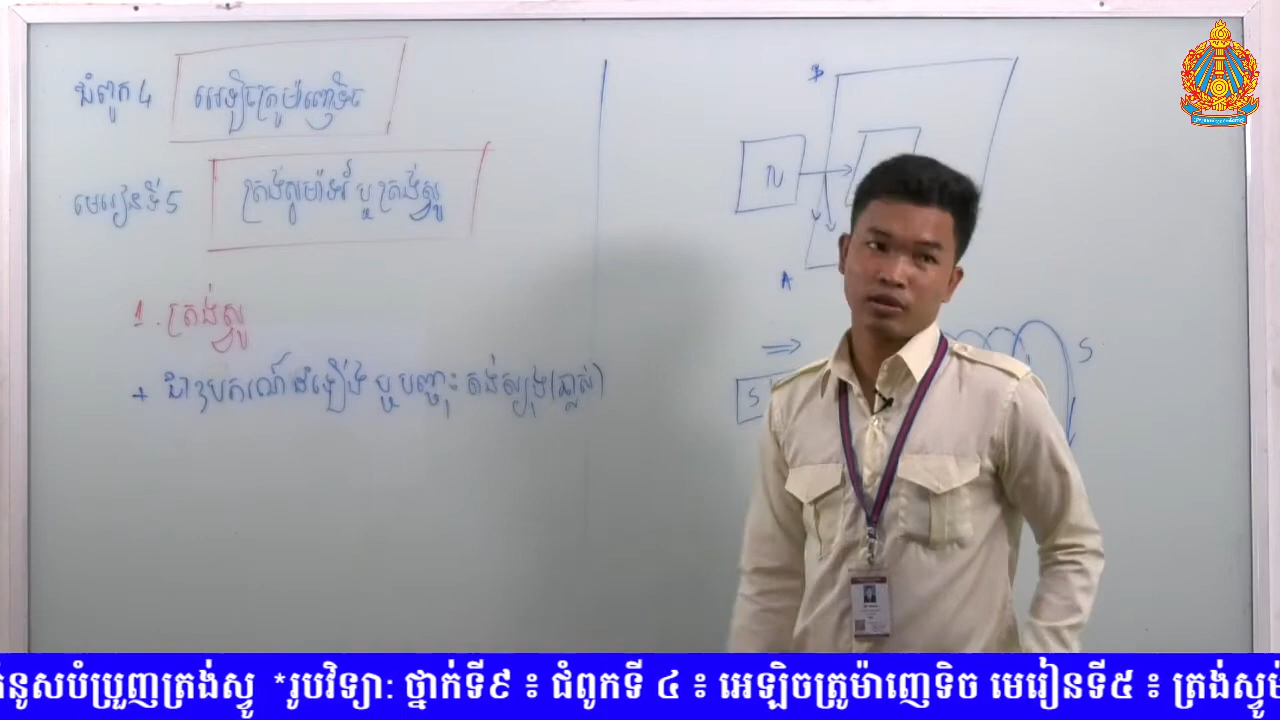 ជំពូក 4 អេឡិចត្រូម៉ាញេទិច
មេរៀនទី 5 ត្រង់ស្វូម៉ាទ័រ ឬ ត្រង់ស្វូ
1. ត្រង់ស្វូ
+ ជាឧបករណ៍ដំឡើង ឬ បញ្ចុះ តង់ស្យុង (ឆ្លាស់)
B
N
A
S
S
នូសបំប្រួញត្រង់ស្វូ *រូបវិទ្យា: ថ្នាក់ទី៩ ៖ ជំពូកទី ៤ ៖ អេឡិចត្រូម៉ាញេទិច មេរៀនទី៥ ៖ ត្រង់ស្វូម៉